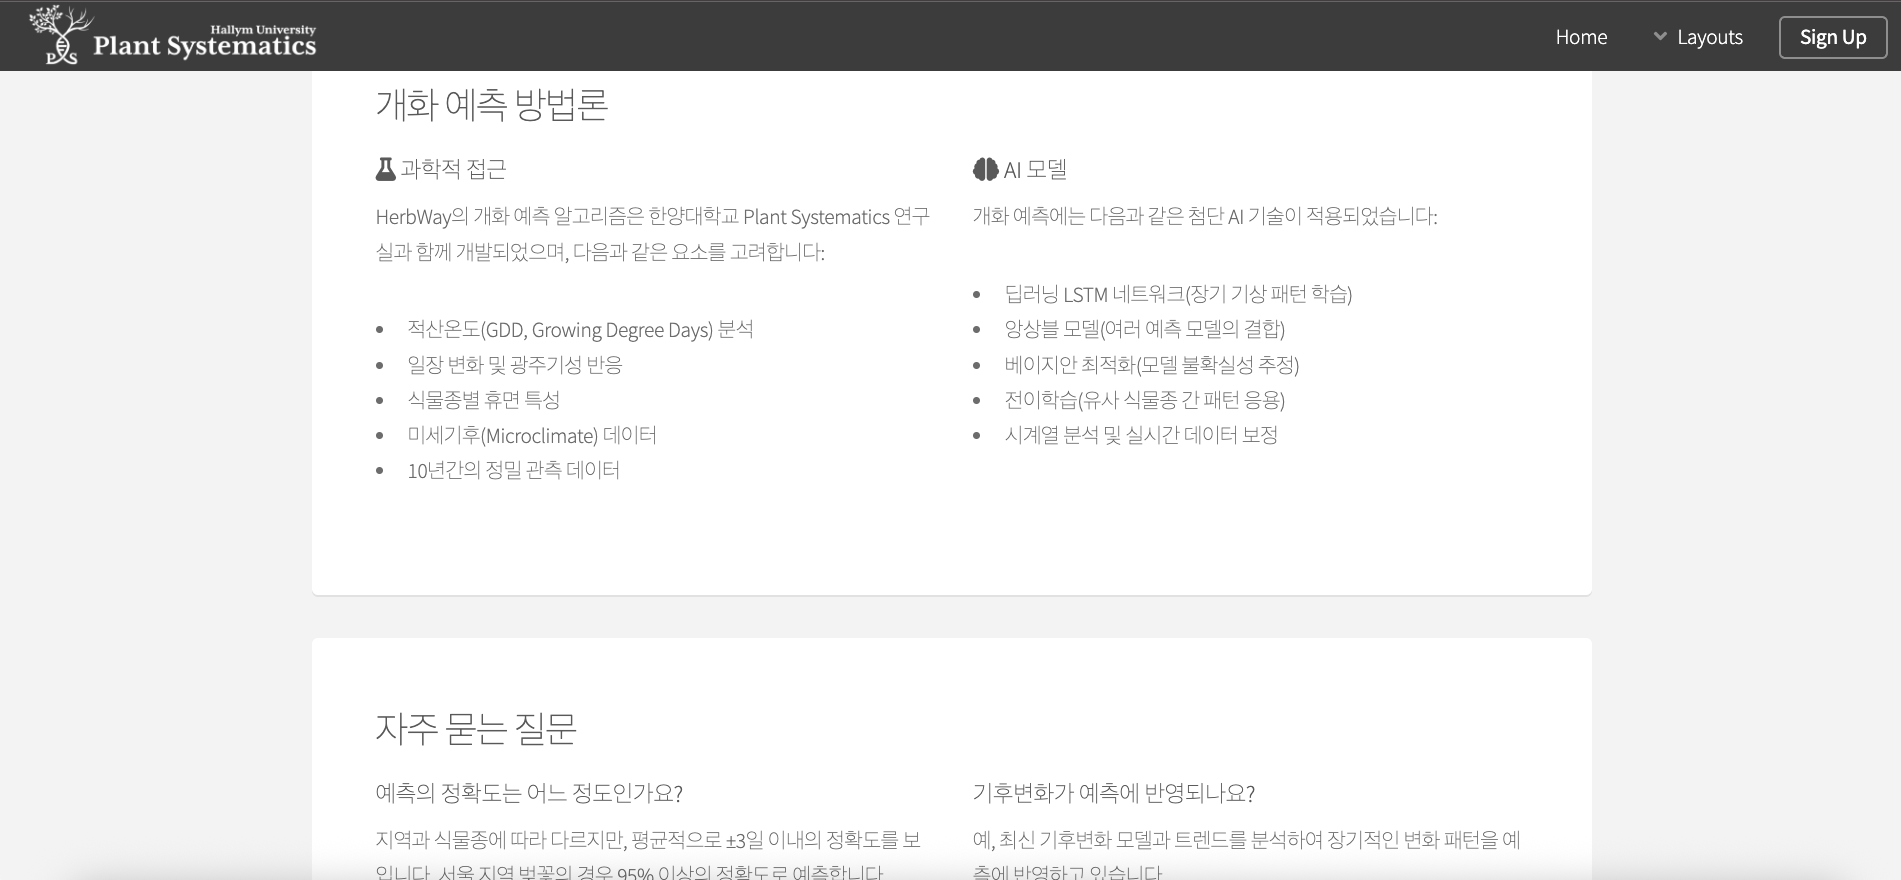 Hallym University
Plant Systematics
PXS
Home
Layouts
Sign Up
개화 예측 방법론
과학적 접근
HerbWay의 개화 예측 알고리즘은 한양대학교 Plant Systematics 연구
실과 함께 개발되었으며, 다음과 같은 요소를 고려합니다:
• 적산온도(GDD, Growing Degree Days) 분석
• 일장 변화 및 광주기성 반응
• 식물종별 휴면 특성
• 미세기후(Microclimate) 데이터
• 10년간의 정밀 관측 데이터
AI 모델
개화 예측에는 다음과 같은 첨단 AI 기술이 적용되었습니다:
• 딥러닝 LSTM 네트워크(장기 기상 패턴 학습)
• 앙상블 모델(여러 예측 모델의 결합)
• 베이지안 최적화(모델 불확실성 추정)
• 전이학습(유사 식물종 간 패턴 응용)
• 시계열 분석 및 실시간 데이터 보정
자주 묻는 질문
예측의 정확도는 어느 정도인가요?
지역과 식물종에 따라 다르지만, 평균적으로 ±3일 이내의 정확도를 보
입니다. 서울 지역 벚꽃의 경우 95% 이상의 정확도로 예측합니다.
기후변화가 예측에 반영되나요?
예, 최신 기후변화 모델과 트렌드를 분석하여 장기적인 변화 패턴을 예
측에 반영하고 있습니다.